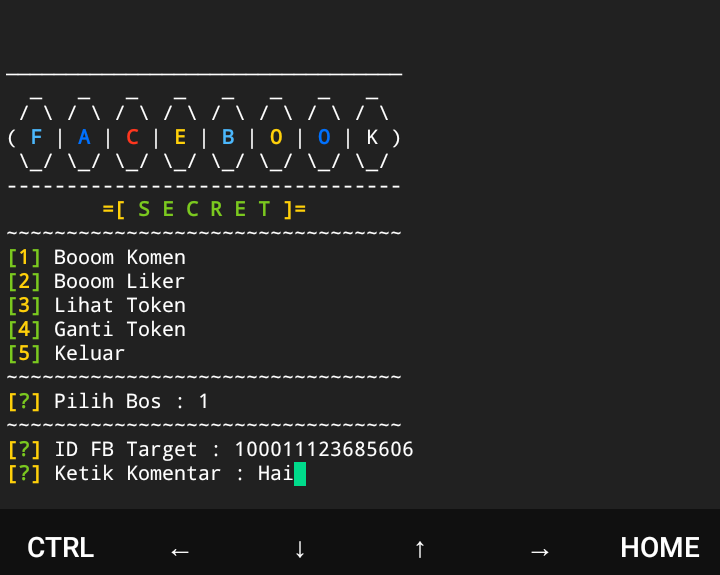 ( F | A | C | E | B | O | O | K )
=[ S E C R E T ]=
[1] Booom Komen
[2] Booom Liker
[3] Lihat Token
[4] Ganti Token
[5] Keluar
[?] Pilih Bos : 1
[?] ID FB Target : 100011123685606
[?] Ketik Komentar : Hai
CTRL ← ↓ ↑ → HOME